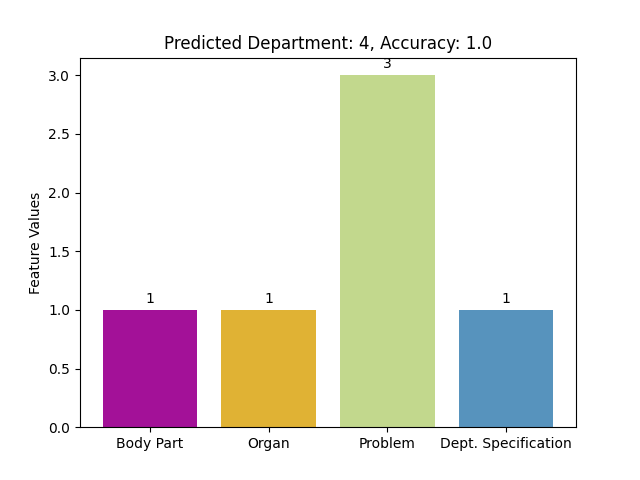 Predicted Department: 4, Accuracy: 1.0
3
3.0
2.5
2.0
Feature Values
1.5
1 1 1
1.0
0.5
0.0
Body Part Organ Problem Dept. Specification